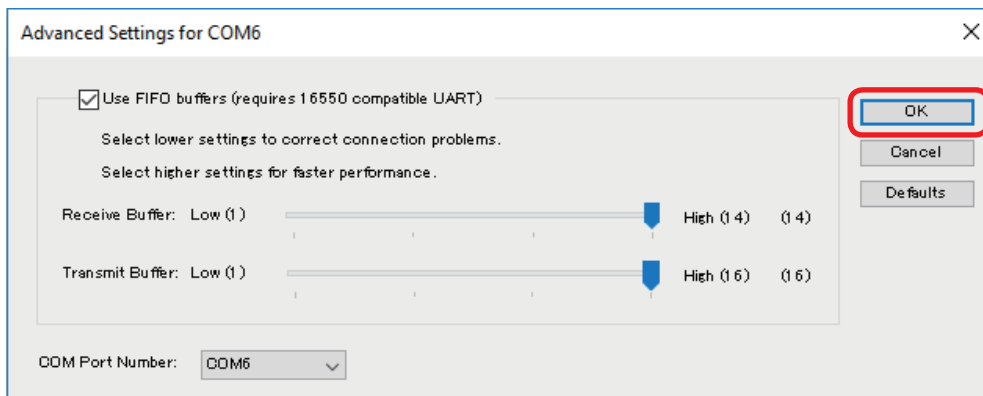 Advanced Settings for COM6
Use FIFO buffers (requires 16550 compatible UART)
OK
Select lower settings to correct connection problems.
Cancel
Select higher settings for faster performance.
Defaults
Receive Buffer: Low (1) High (14) (14)
Transmit Buffer: Low (1) High (16) (16)
COM Port Number: COM6